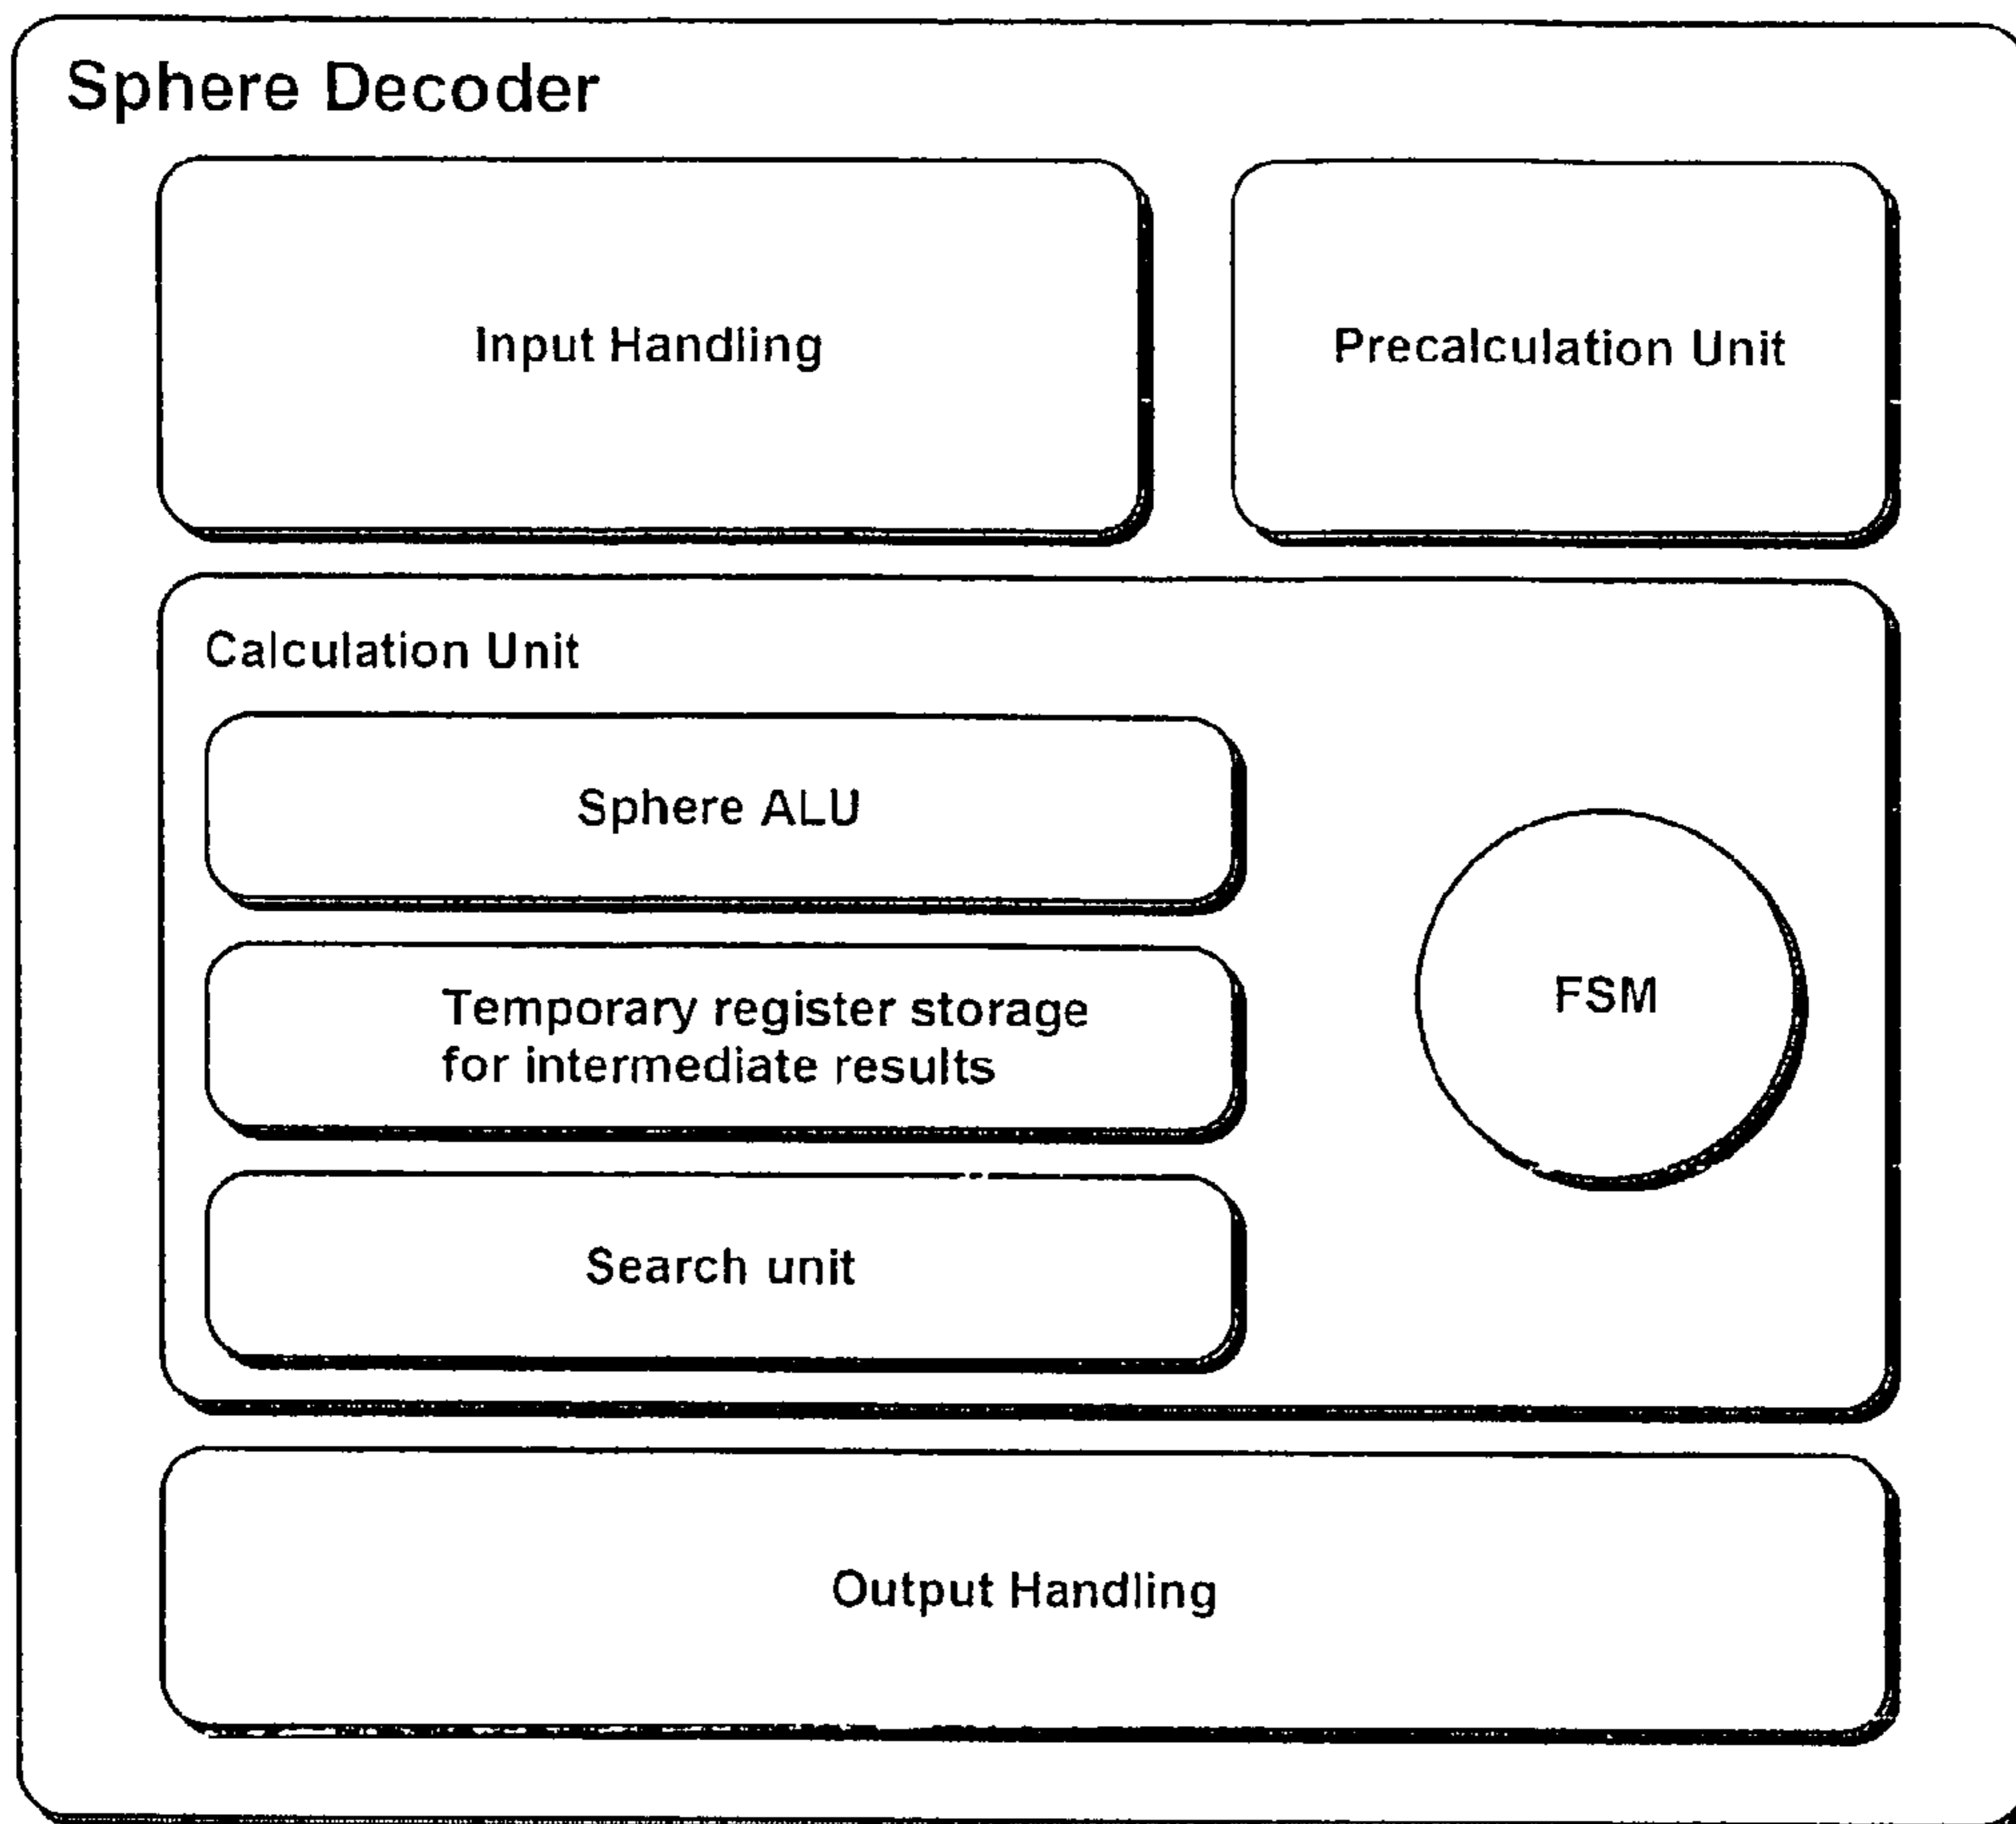 Sphere Decoder
Input Handling
Precalculation Unit
Calculation Unit
Sphere ALU
Temporary register storage
for intermediate results
FSM
Search unit
Output Handling